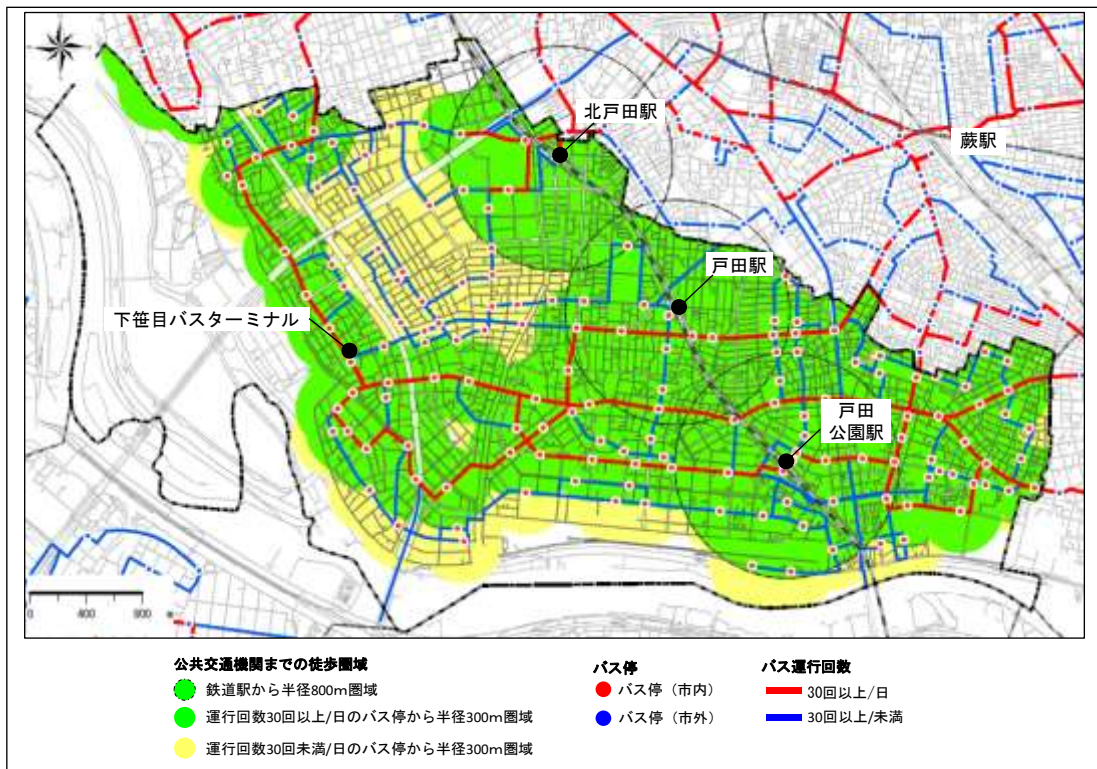 北戸田駅
蕨駅
戸田駅
下笹目バスターミナル
戸田
公園駅
0 400 800
公共交通機関までの徒歩圏域
鉄道駅から半径800m圏域
運行回数30回以上/日のバス停から半径300m圏域
運行回数30回未満/日のバス停から半径300m圏域
バス停
バス停（市内）
バス停（市外）
バス運行回数
30回以上/日
30回以上/未満